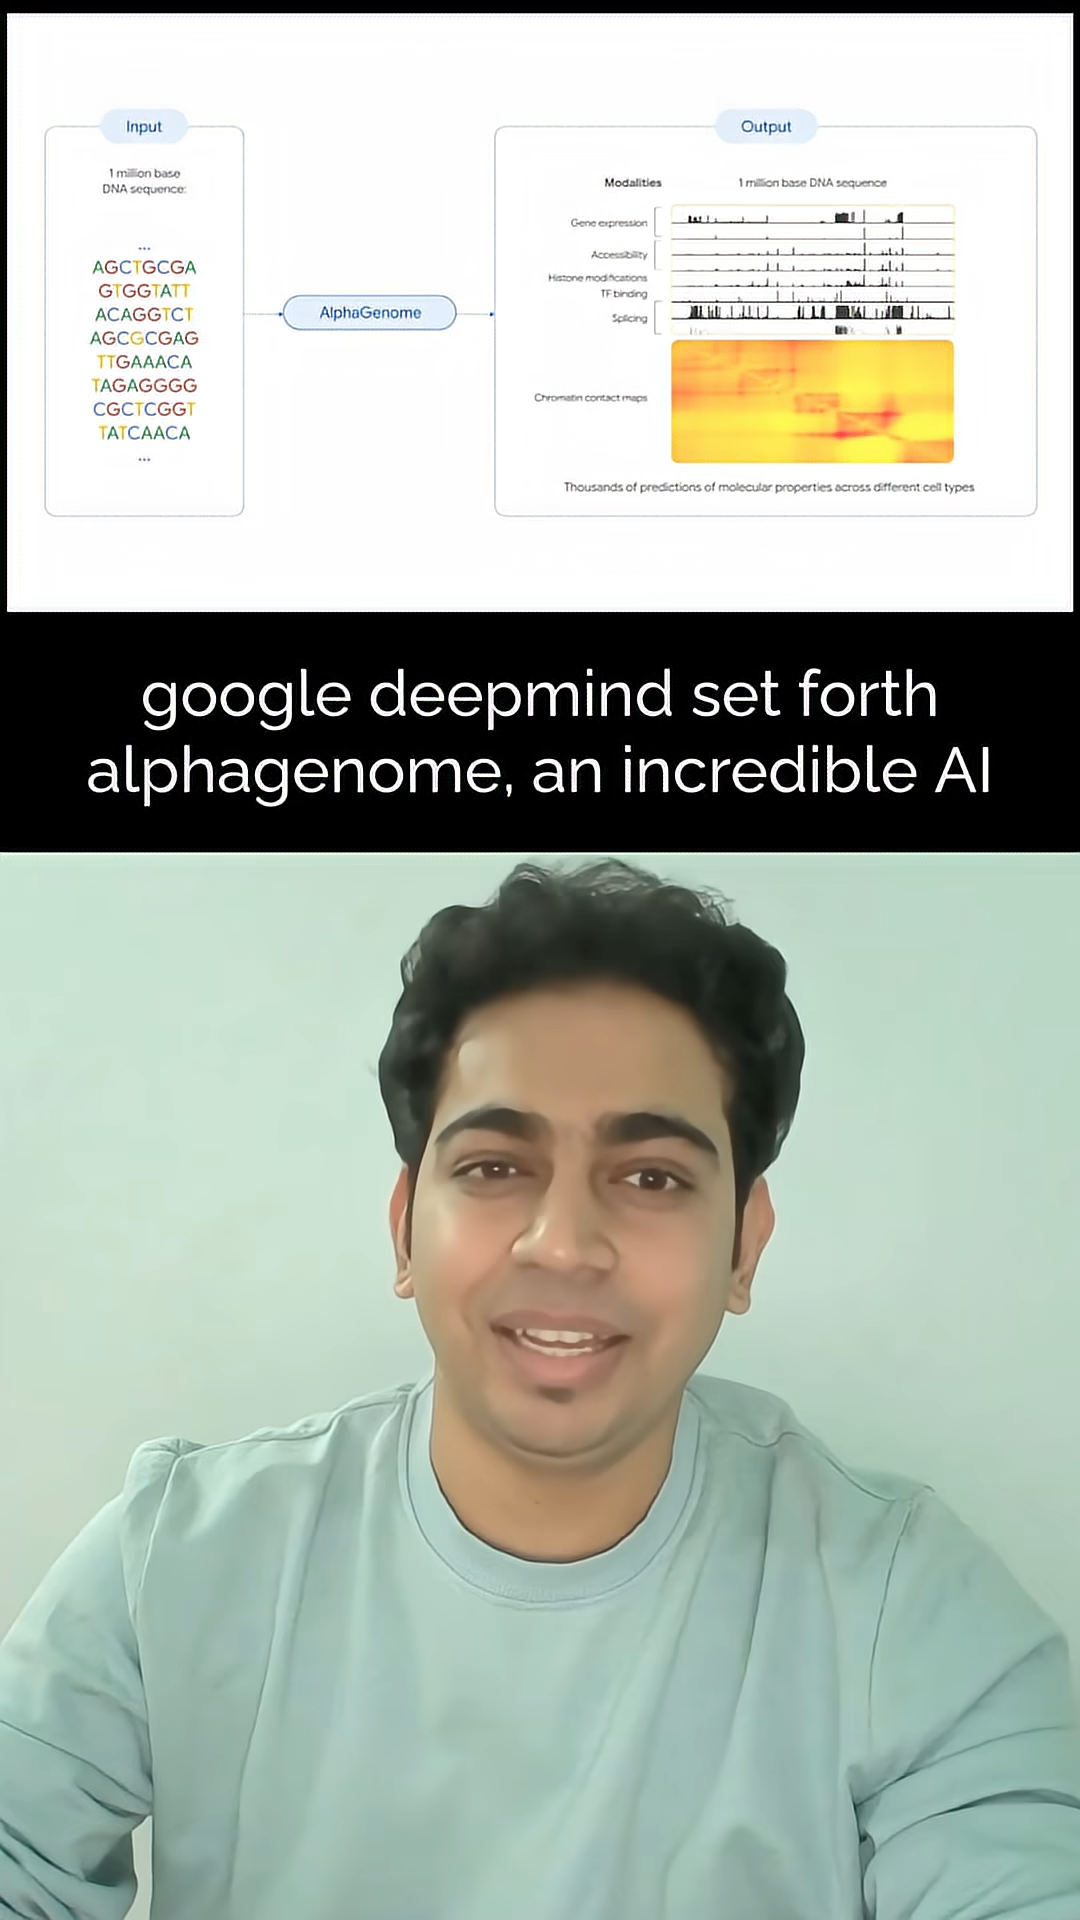 Input
1 million base
DNA sequence:
...
AGCTGCGA
GTGGTATT
ACAGGTCT
AGCGCGAG
TTGAAACA
TAGAGGGG
CGCTCGGT
TATCAACA
...
AlphaGenome
Output
Modalities
1 million base DNA sequence
Gene expression
Accessibility
Histone modifications
TF binding
Splicing
Chromatin contact maps
Thousands of predictions of molecular properties across different cell types
google deepmind set forth
alphagenome, an incredible AI